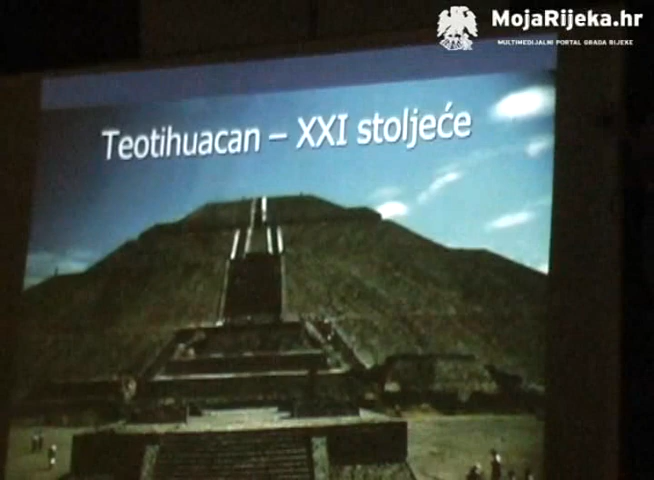 MojaRijeka.hr
MULTIMEDIJALNI PORTAL GRADA RIJEKE
Teotihuacan – XXI stoljeće